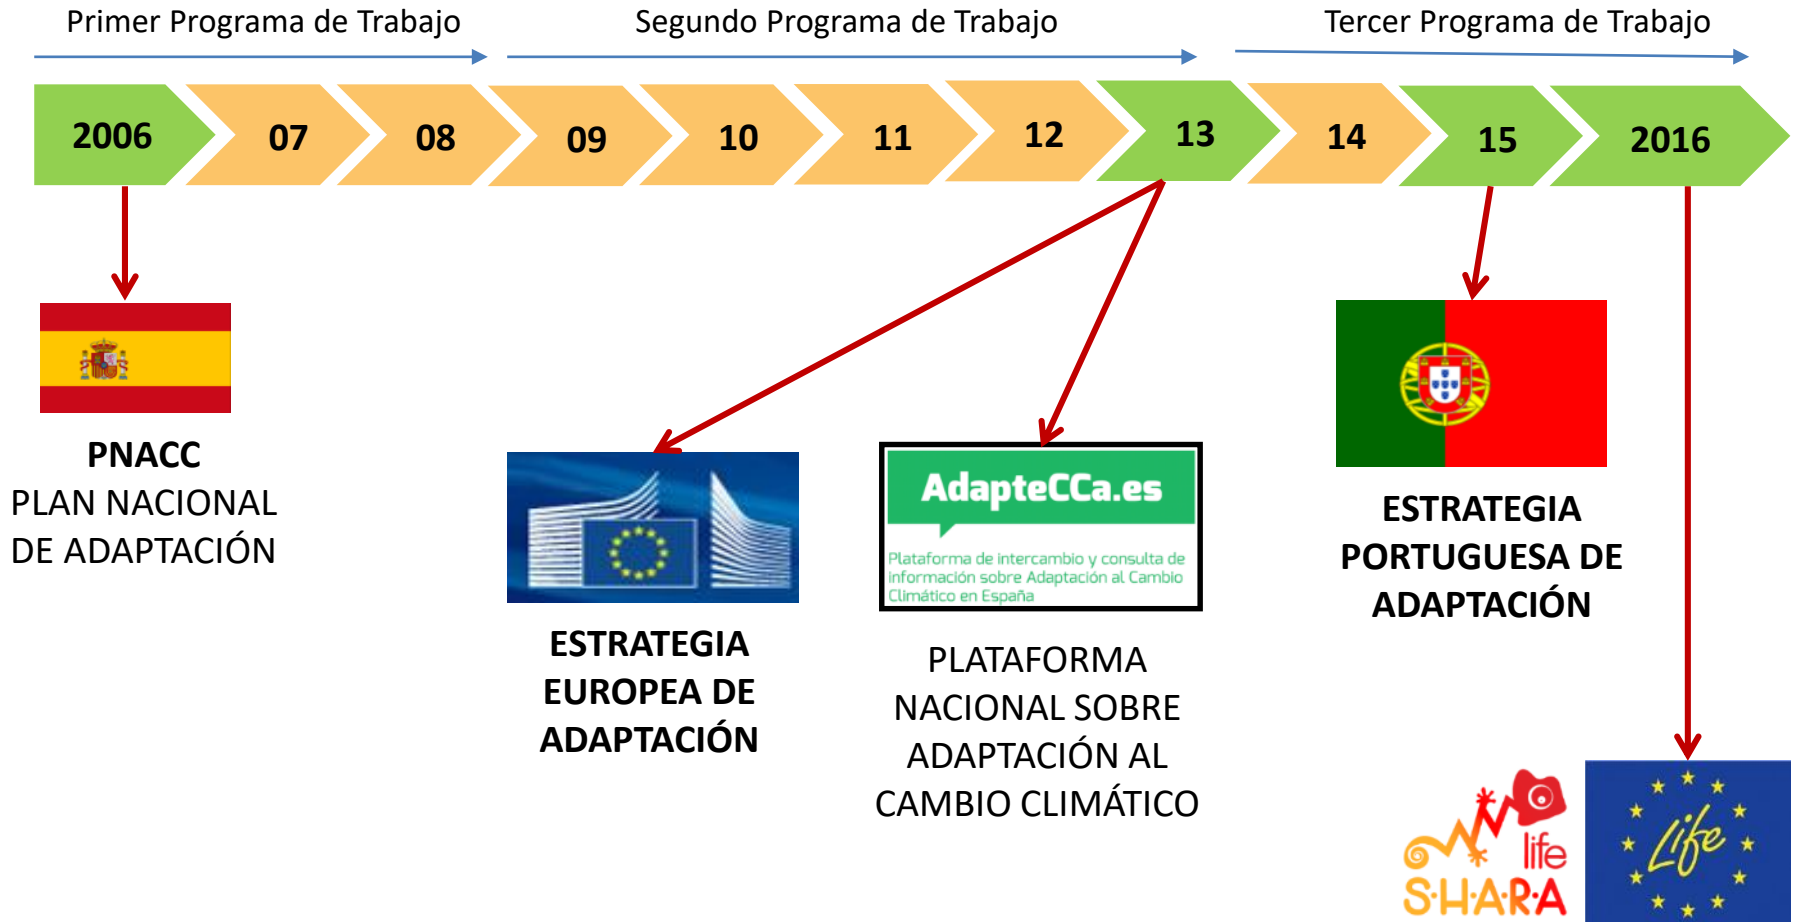 Primer Programa de Trabajo
Segundo Programa de Trabajo
Tercer Programa de Trabajo
2006
07
08
09
10
11
12
13
14
15
2016
PNACC
PLAN NACIONAL
DE ADAPTACIÓN
ESTRATEGIA
EUROPEA DE
ADAPTACIÓN
AdapteCCa.es
Plataforma de intercambio y consulta de
información sobre Adaptación al Cambio
Climático en España
PLATAFORMA
NACIONAL SOBRE
ADAPTACIÓN AL
CAMBIO CLIMÁTICO
ESTRATEGIA
PORTUGUESA DE
ADAPTACIÓN
life
S·H·A·R·A
Life